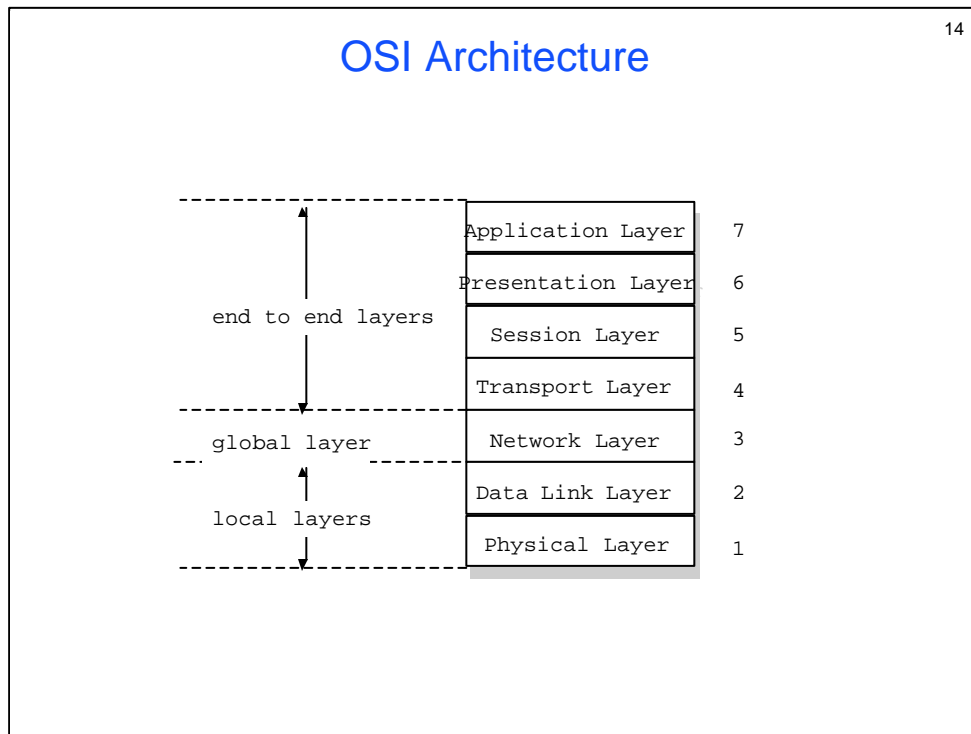 14
OSI Architecture
Application Layer 7
Presentation Layer 6
end to end layers
Session Layer 5
Transport Layer 4
global layer
Network Layer 3
Data Link Layer 2
local layers
Physical Layer 1